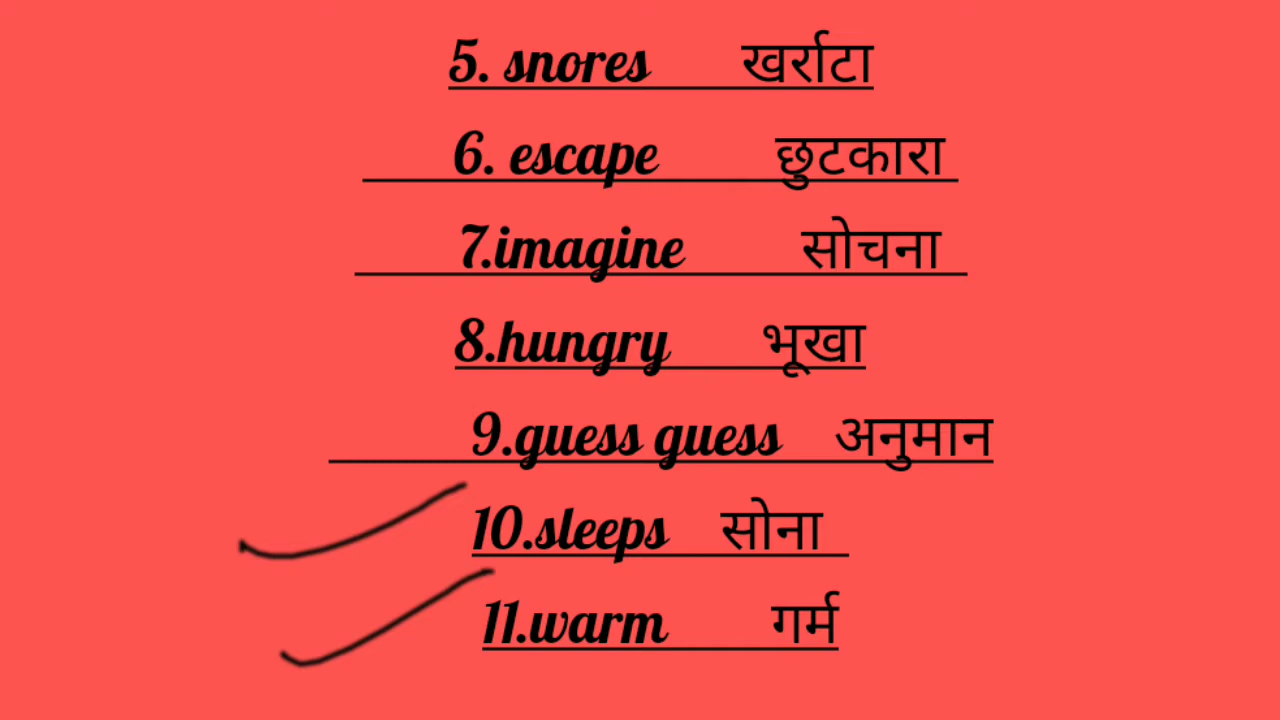 5. snores खर्राटा
6. escape छुटकारा
7.imagine सोचना
8.hungry भूखा
9.guess guess अनुमान
10.sleeps सोना
11.warm गर्म